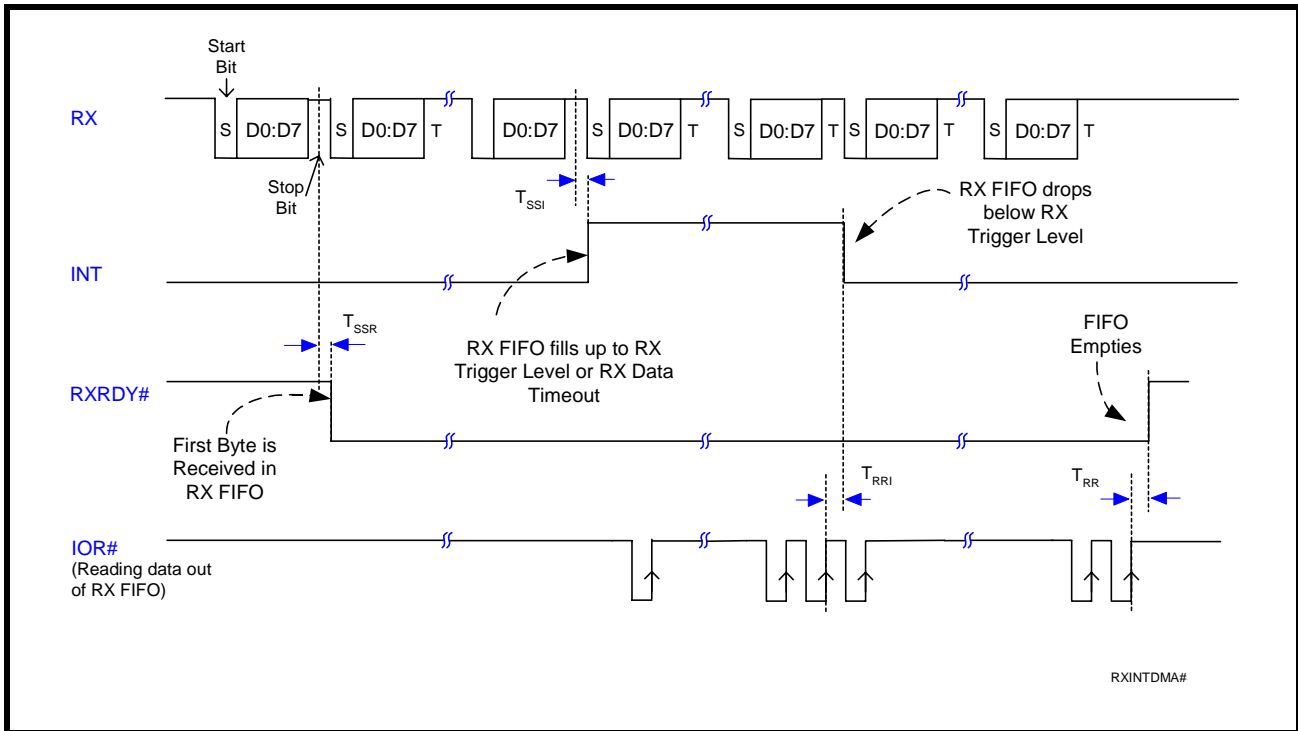 Start
Bit
RX
S D0:D7 S D0:D7 T D0:D7 S D0:D7 T S D0:D7 T S D0:D7 T S D0:D7 T
Stop
Bit
TSSI
RX FIFO drops
below RX
Trigger Level
INT
TSSR
RX FIFO fills up to RX
Trigger Level or RX Data
Timeout
FIFO
Empties
RXRDY#
First Byte is
Received in
RX FIFO
TRRI
TRR
IOR#
(Reading data out
of RX FIFO)
RXINTDMA#